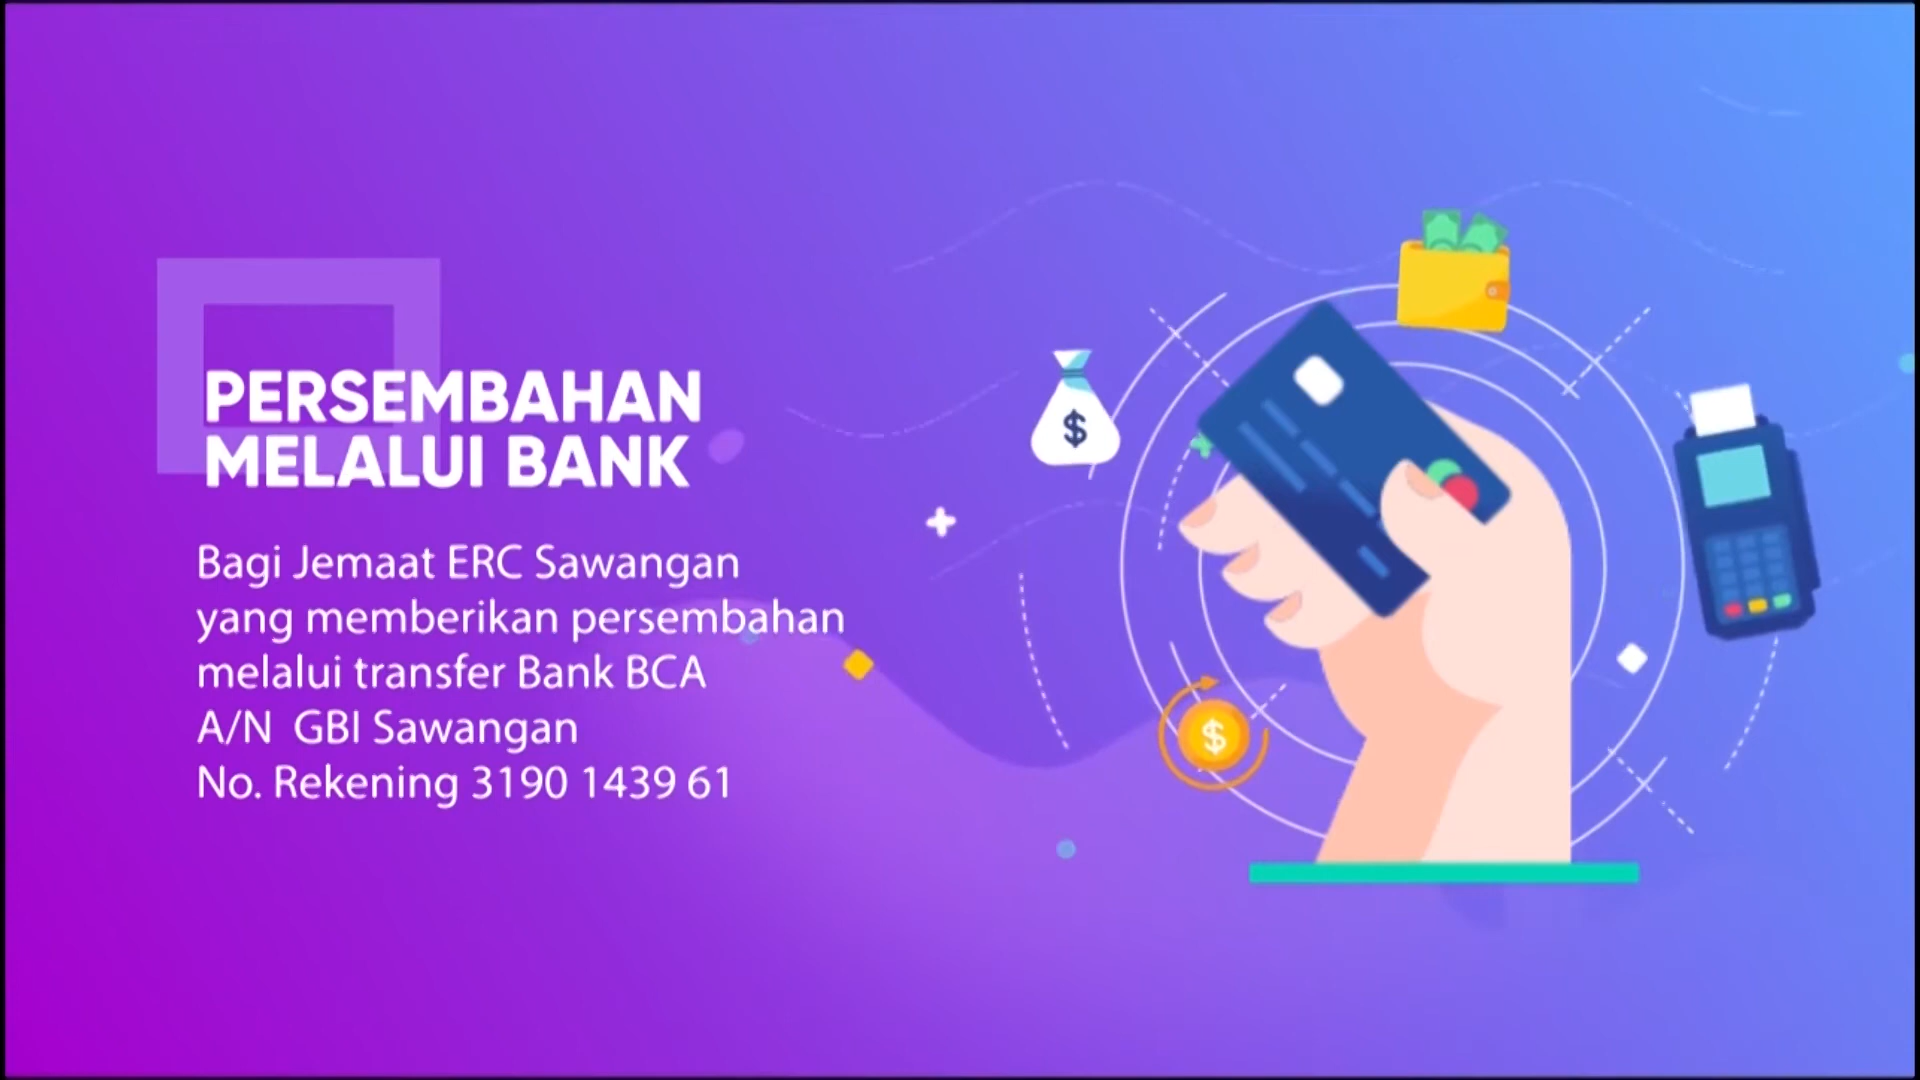 PERSEMBAHAN
MELALUI BANK
Bagi Jemaat ERC Sawangan
yang memberikan persembahan
melalui transfer Bank BCA
A/N  GBI Sawangan
No. Rekening 3190 1439 61
$
$